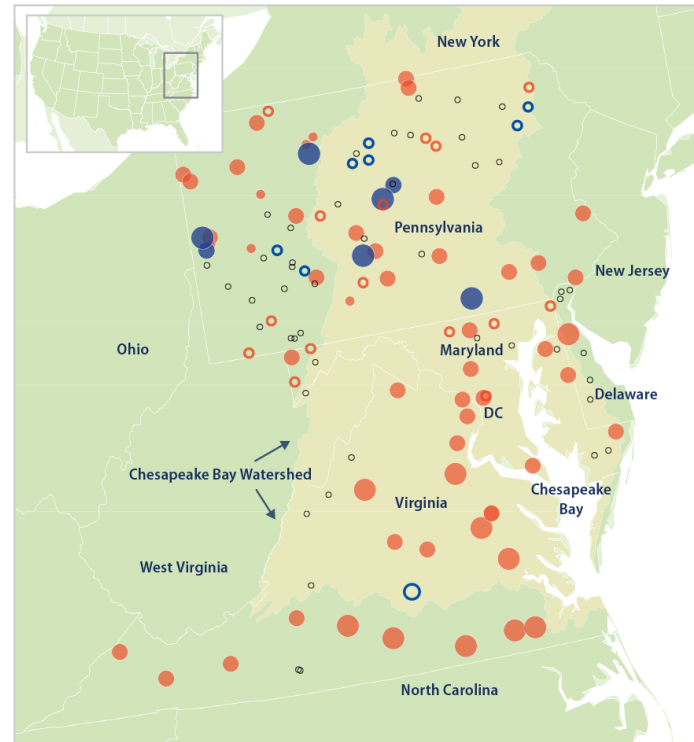 New York
Pennsylvania
New Jersey
Ohio
Maryland
Delaware
DC
Chesapeake Bay Watershed
Chesapeake
Bay
Virginia
West Virginia
North Carolina